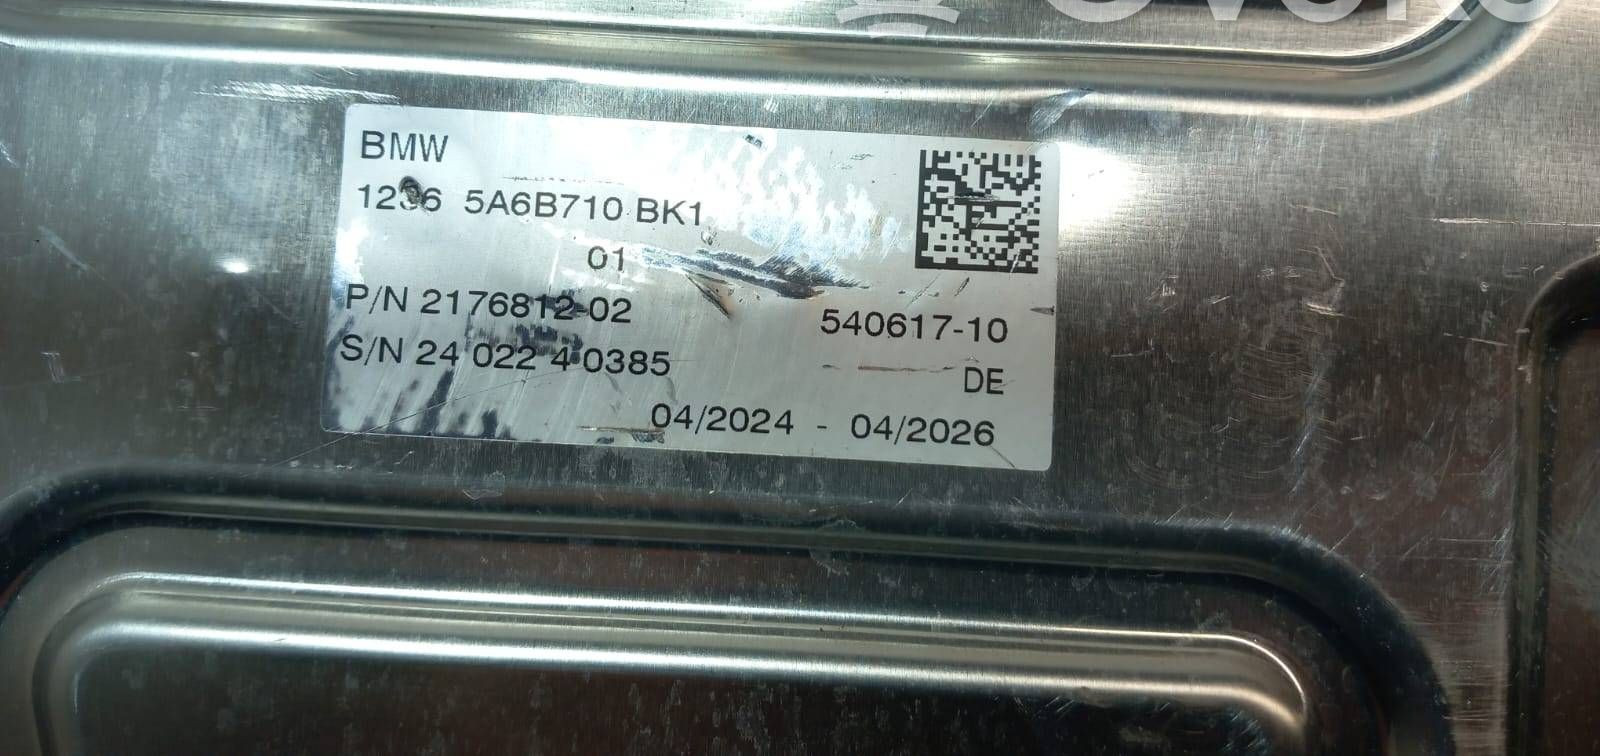 BMW
1236 5A6B710 BK1
01
P/N 2176812-02
540617-10
S/N 24 022 4 0385
DE
04/2024 - 04/2026